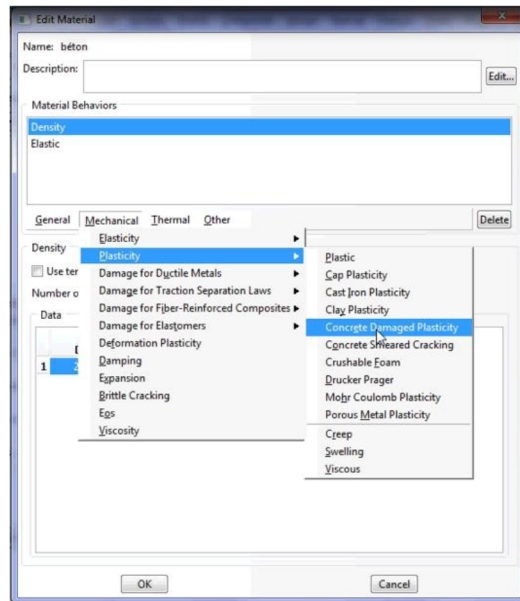 Edit Material
Name: béton
Description:
Edit...
Material Behaviors
Density
Elastic
General Mechanical Thermal Other
Delete
Density
Use ter
Number o
Data
1 2
Elasticity
Plasticity
Damage for Ductile Metals
Damage for Traction Separation Laws
Damage for Fiber-Reinforced Composites
Damage for Elastomers
Deformation Plasticity
Damping
Expansion
Brittle Cracking
Eos
Viscosity
Plastic
Cap Plasticity
Cast Iron Plasticity
Clay Plasticity
Concrete Damaged Plasticity
Concrete Smeared Cracking
Crushable Foam
Drucker Prager
Mohr Coulomb Plasticity
Porous Metal Plasticity
Creep
Swelling
Viscous
OK
Cancel